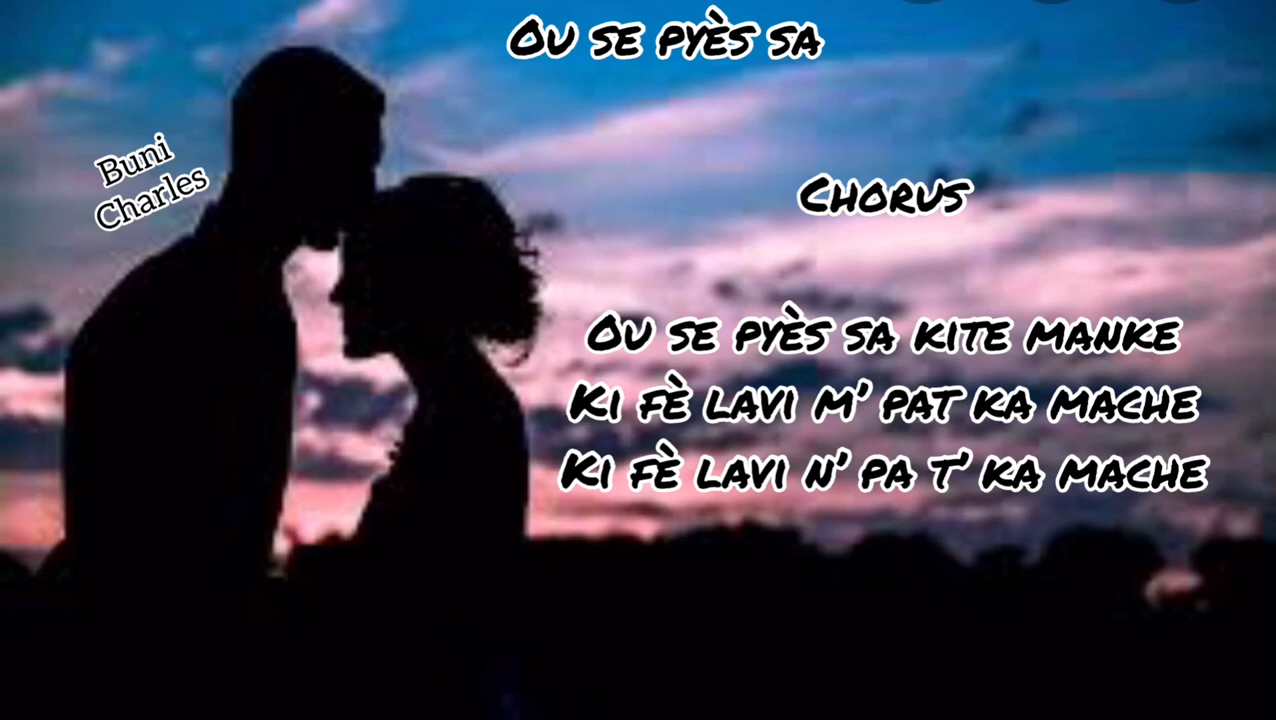 Ou se pyès sa
Buni
Charles
Chorus
Ou se pyès sa kite manke
Ki fè lavi m' pat ka mache
Ki fè lavi n' pa t' ka mache